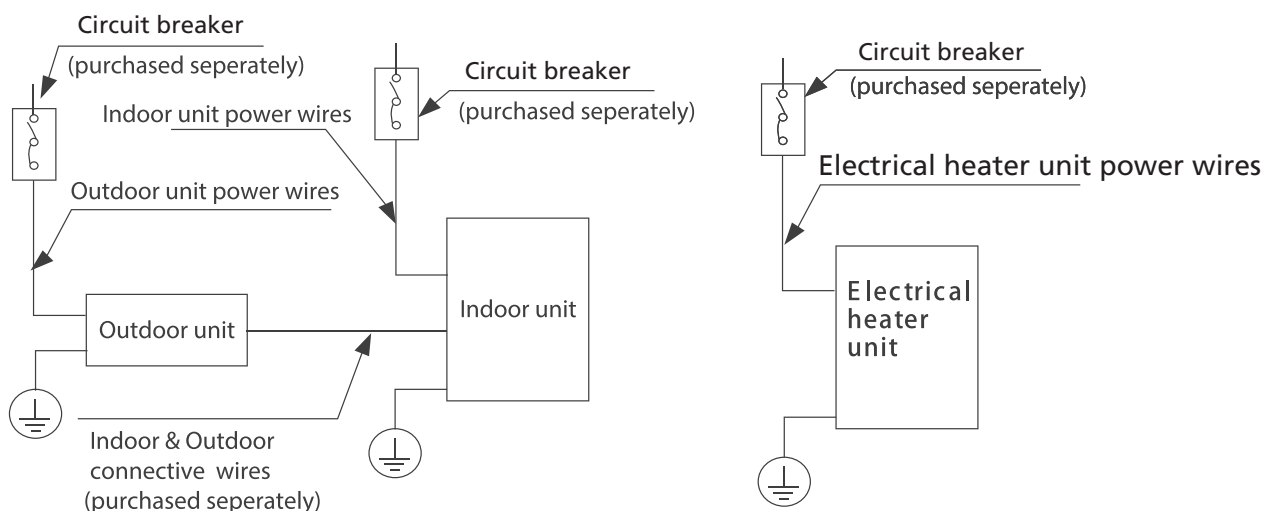 Circuit breaker
(purchased seperately)
Circuit breaker
(purchased seperately)
Indoor unit power wires
Outdoor unit power wires
Outdoor unit
Indoor unit
Indoor & Outdoor
connective wires
(purchased seperately)
Circuit breaker
(purchased seperately)
Electrical heater unit power wires
Electrical
heater
unit